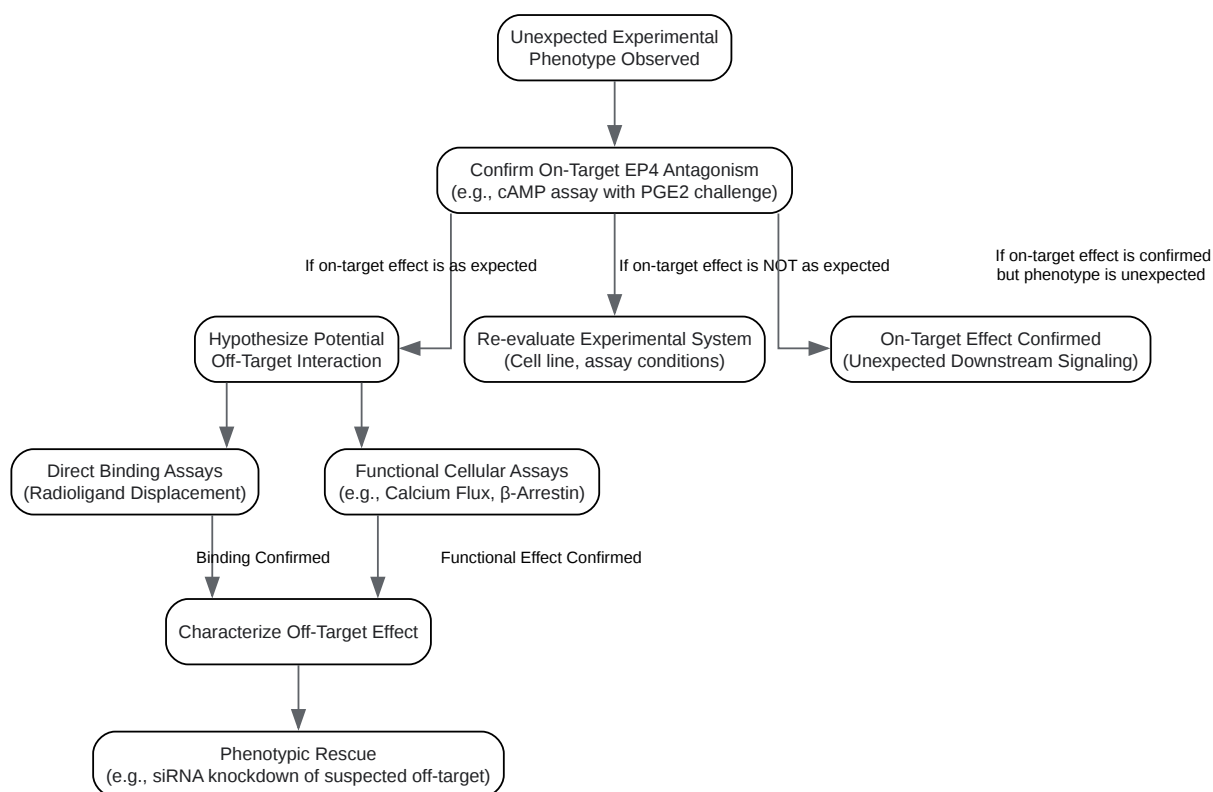 Unexpected Experimental
Phenotype Observed
Confirm On-Target EP4 Antagonism
(e.g., cAMP assay with PGE2 challenge)
If on-target effect is as expected
If on-target effect is NOT as expected
If on-target effect is confirmed
but phenotype is unexpected
Hypothesize Potential
Off-Target Interaction
Re-evaluate Experimental System
(Cell line, assay conditions)
On-Target Effect Confirmed
(Unexpected Downstream Signaling)
Direct Binding Assays
(Radioligand Displacement)
Functional Cellular Assays
(e.g., Calcium Flux, β-Arrestin)
Binding Confirmed
Functional Effect Confirmed
Characterize Off-Target Effect
Phenotypic Rescue
(e.g., siRNA knockdown of suspected off-target)